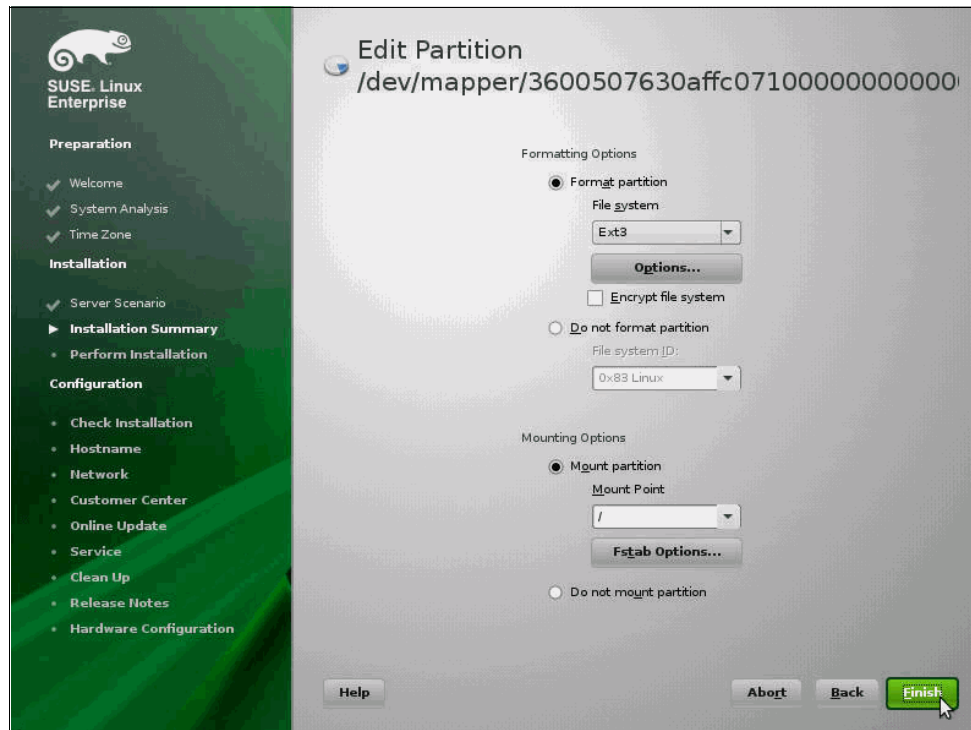 SUSE. Linux
Enterprise
Preparation
Welcome
System Analysis
Time Zone
Installation
Server Scenario
Installation Summary
Perform Installation
Configuration
Check Installation
Hostname
Network
Customer Center
Online Update
Service
Clean Up
Release Notes
Hardware Configuration
Edit Partition
/dev/mapper/3600507630affc07100000000000
Formatting Options
Format partition
File system
Ext3
Options...
Encrypt file system
Do not format partition
File system ID:
0x83 Linux
Mounting Options
Mount partition
Mount Point
/
Fstab Options...
Do not mount partition
Help
Abort
Back
Finish